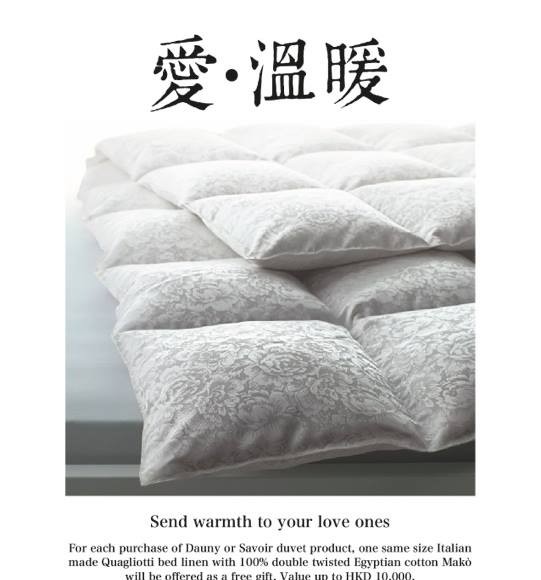 愛·溫暖
Send warmth to your love ones
For each purchase of Dauny or Savoir duvet product, one same size Italian
made Quagliotti bed linen with 100% double twisted Egyptian cotton Makò
will be offered as a free gift. Value up to HKD 10,000.